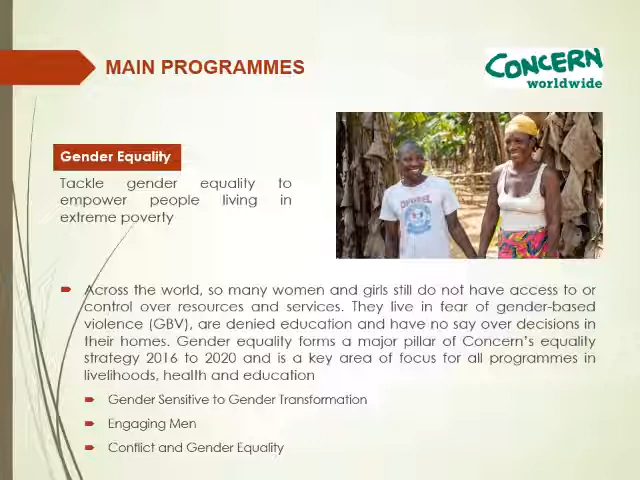 MAIN PROGRAMMES
CONCERN
worldwide
Gender Equality
Tackle gender equality to
empower people living in
extreme poverty
Across the world, so many women and girls still do not have access to or
control over resources and services. They live in fear of gender-based
violence (GBV), are denied education and have no say over decisions in
their homes. Gender equality forms a major pillar of Concern’s equality
strategy 2016 to 2020 and is a key area of focus for all programmes in
livelihoods, health and education
Gender Sensitive to Gender Transformation
Engaging Men
Conflict and Gender Equality